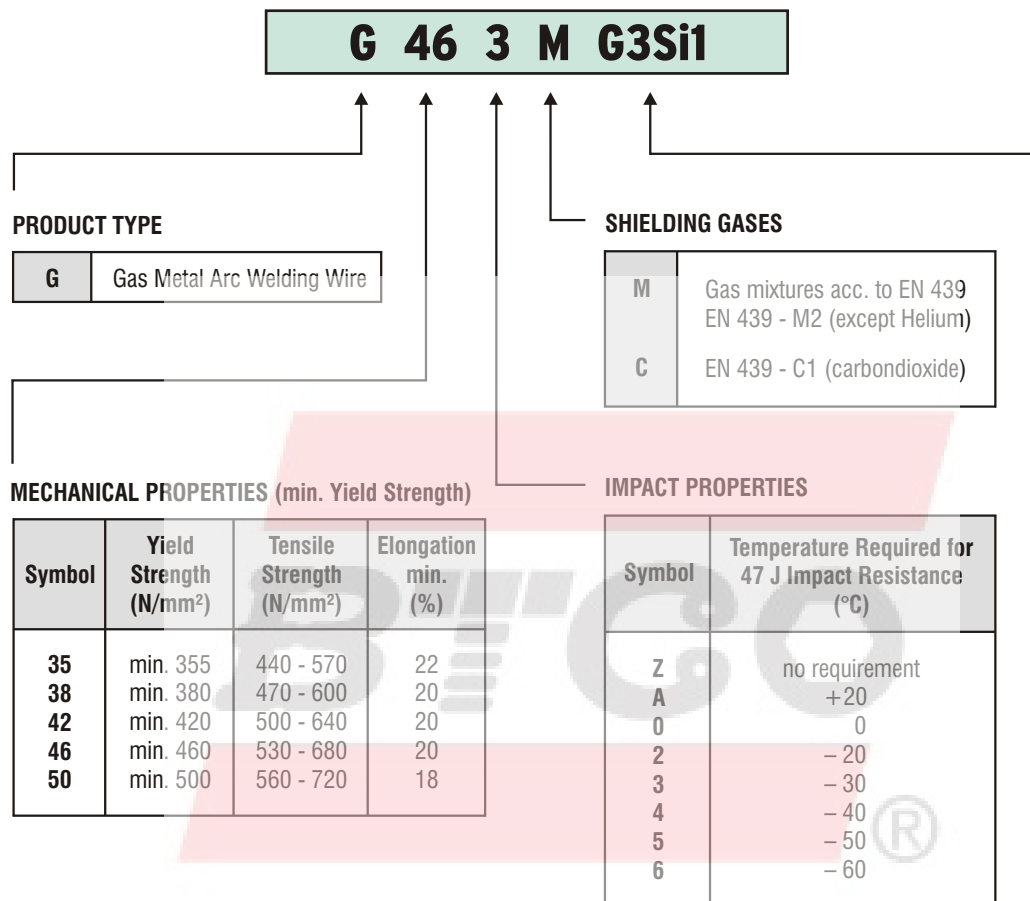 G 46 3 M G3Si1
PRODUCT TYPE
G Gas Metal Arc Welding Wire
SHIELDING GASES
M Gas mixtures acc. to EN 439
EN 439 - M2 (except Helium)
C EN 439 - C1 (carbondioxide)
MECHANICAL PROPERTIES (min. Yield Strength)
Symbol Yield Strength (N/mm²) Tensile Strength (N/mm²) Elongation min. (%)
35 min. 355 440 - 570 22
38 min. 380 470 - 600 20
42 min. 420 500 - 640 20
46 min. 460 530 - 680 20
50 min. 500 560 - 720 18
IMPACT PROPERTIES
Symbol Temperature Required for 47 J Impact Resistance (°C)
Z no requirement
A +20
0 0
2 – 20
3 – 30
4 – 40
5 – 50
6 – 60
BTCO
®